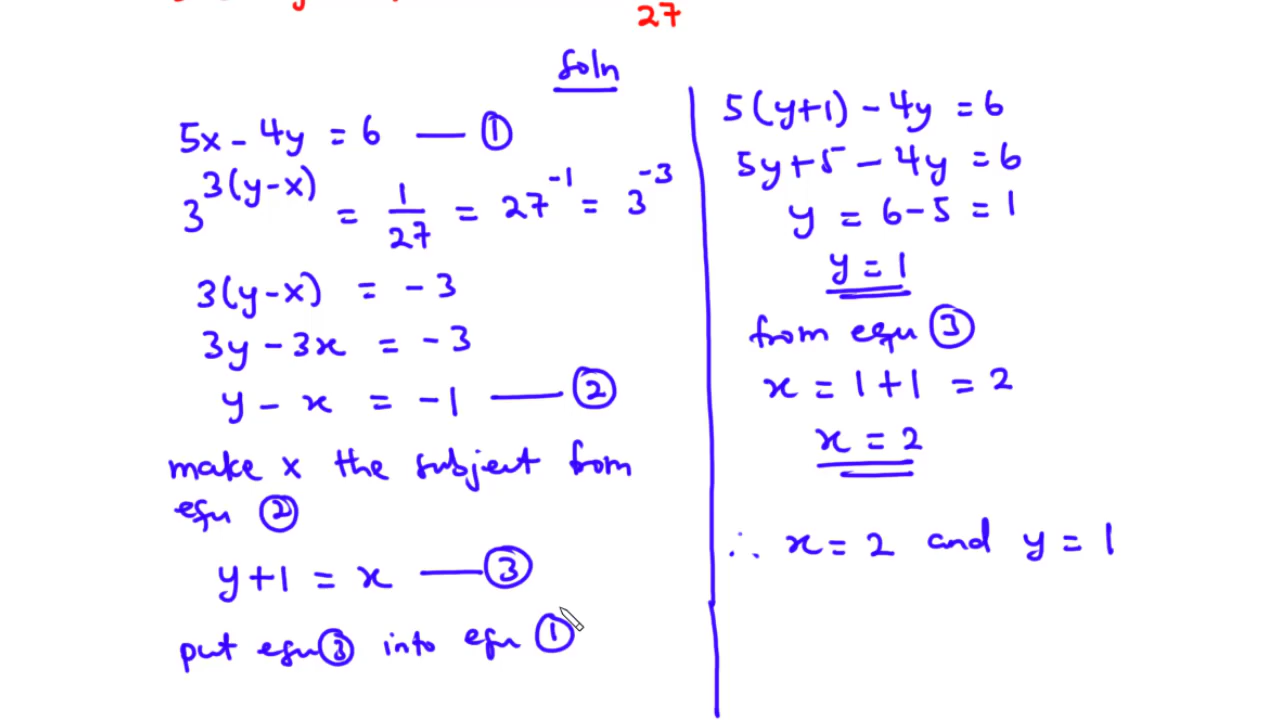 27
Soln
5x - 4y = 6 — ①
3^{3(y-x)} = 1/27 = 27^{-1} = 3^{-3}
3(y-x) = -3
3y - 3x = -3
y - x = -1 — ②
make x the subject from
equ ②
y+1 = x — ③
put equ③ into equ ①
5(y+1) - 4y = 6
5y+5 - 4y = 6
y = 6-5 = 1
y = 1
from equ ③
x = 1+1 = 2
x = 2
∴ x = 2 and y = 1